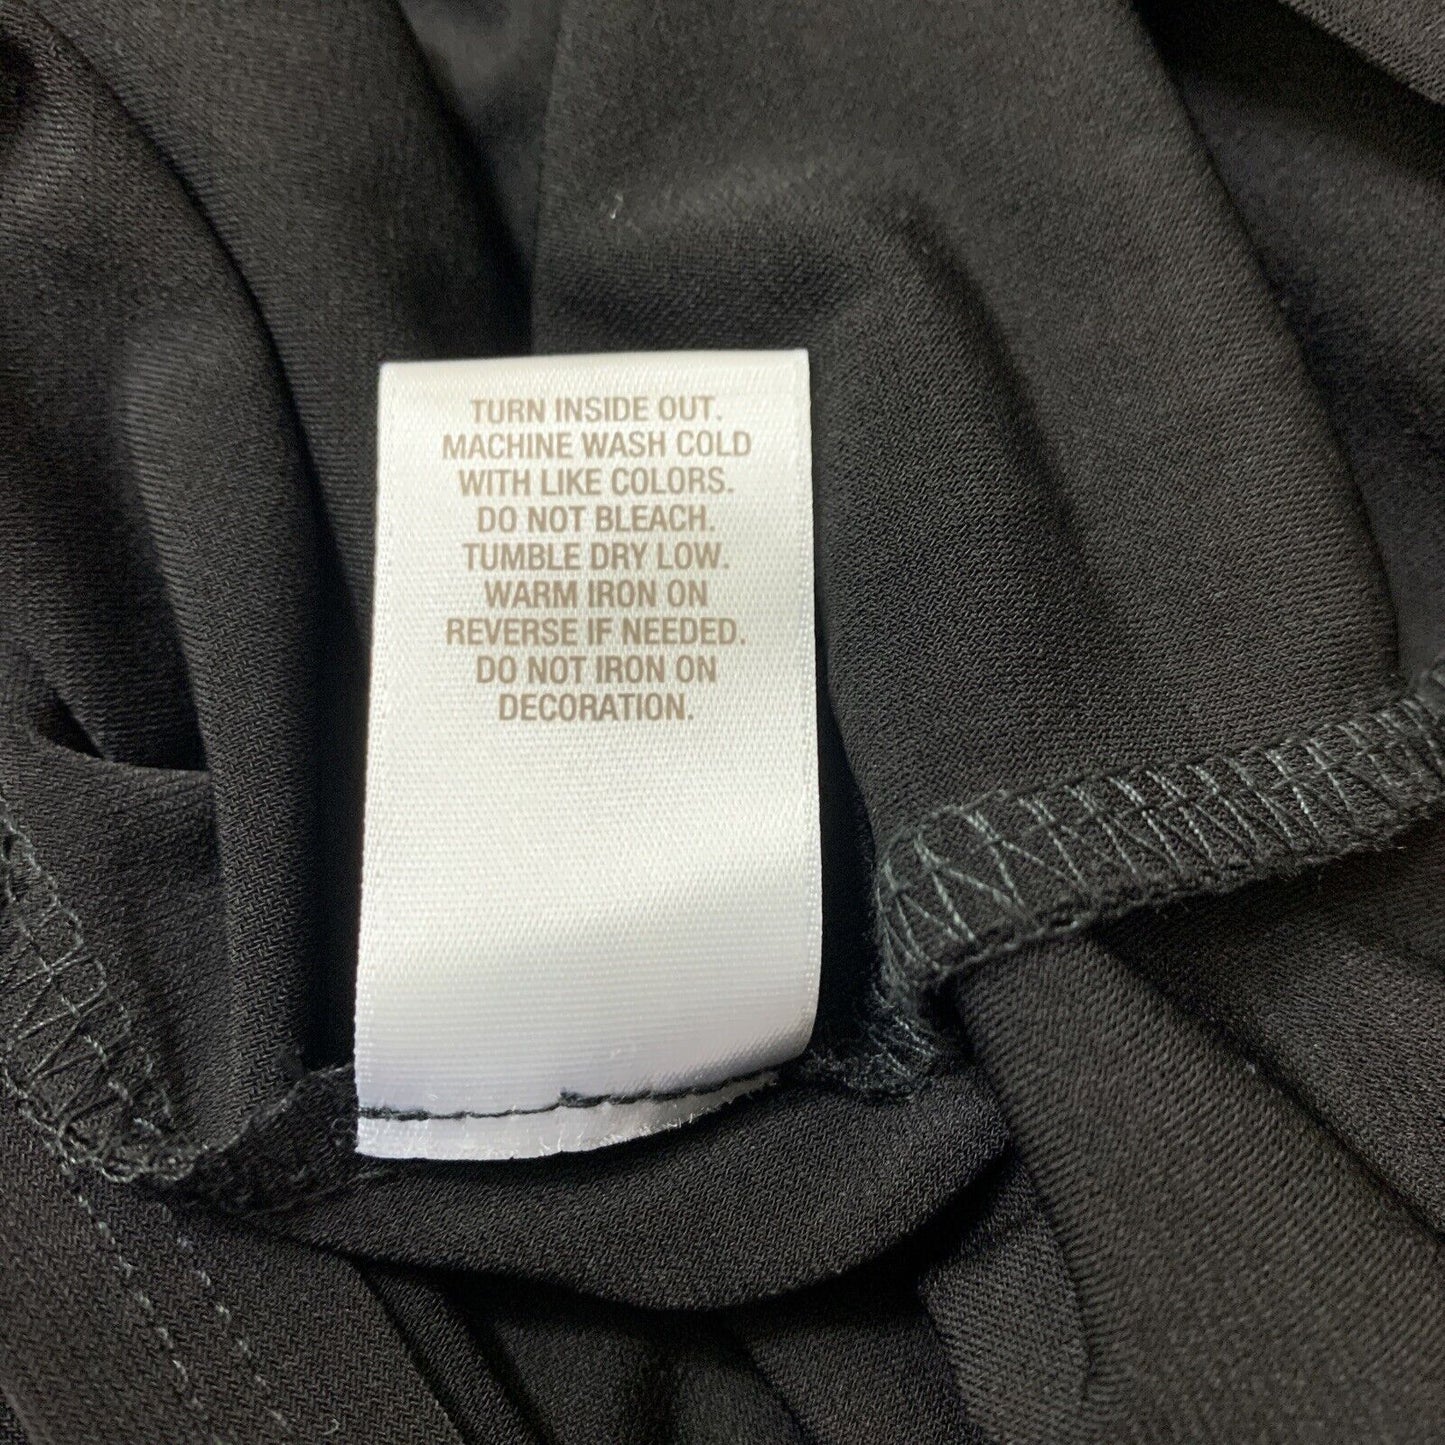 TURN INSIDE OUT.
MACHINE WASH COLD
WITH LIKE COLORS.
DO NOT BLEACH.
TUMBLE DRY LOW.
WARM IRON ON
REVERSE IF NEEDED.
DO NOT IRON ON
DECORATION.